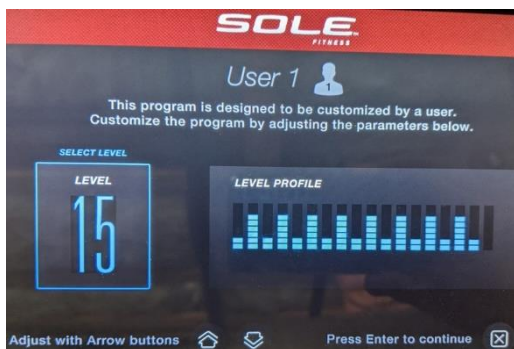 SOLE
FITNESS
User 1
1
This program is designed to be customized by a user.
Customize the program by adjusting the parameters below.
SELECT LEVEL
LEVEL
15
LEVEL PROFILE
Adjust with Arrow buttons
Press Enter to continue